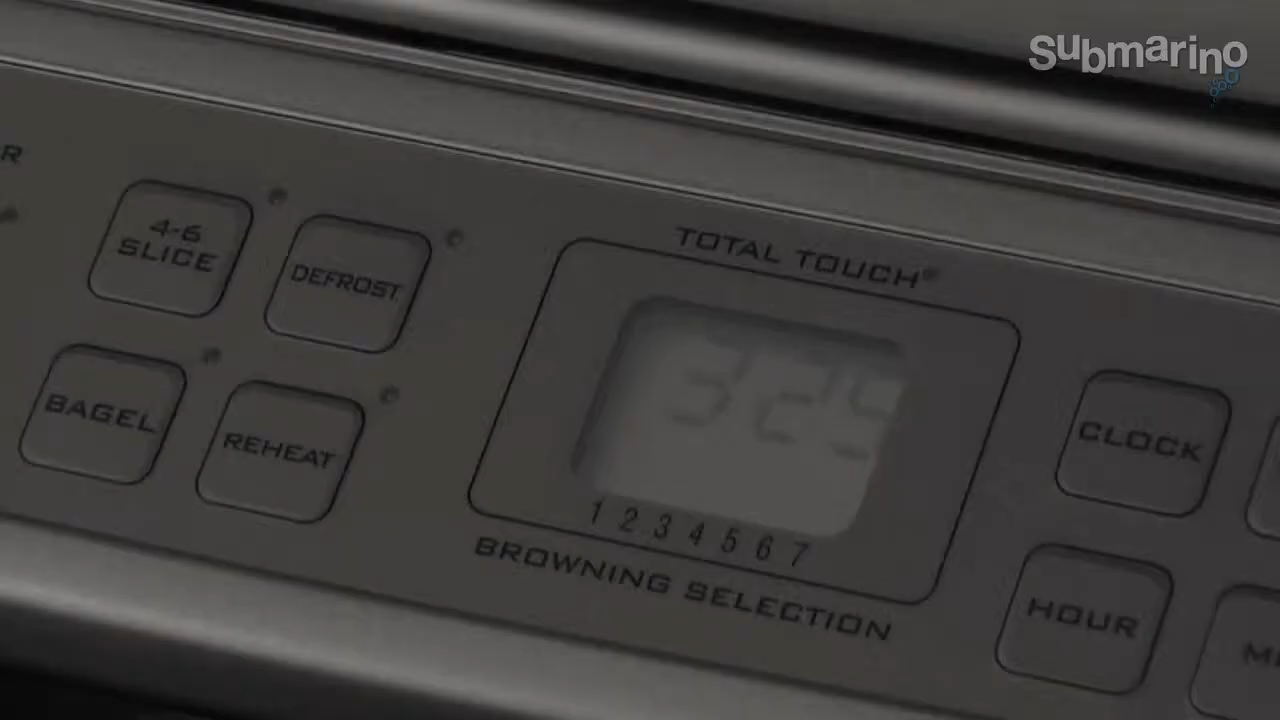 Submarino
R
4-6
SLICE
DEFROST
BAGEL
REHEAT
TOTAL TOUCH®
1 2 3 4 5 6 7
BROWNING SELECTION
CLOCK
HOUR